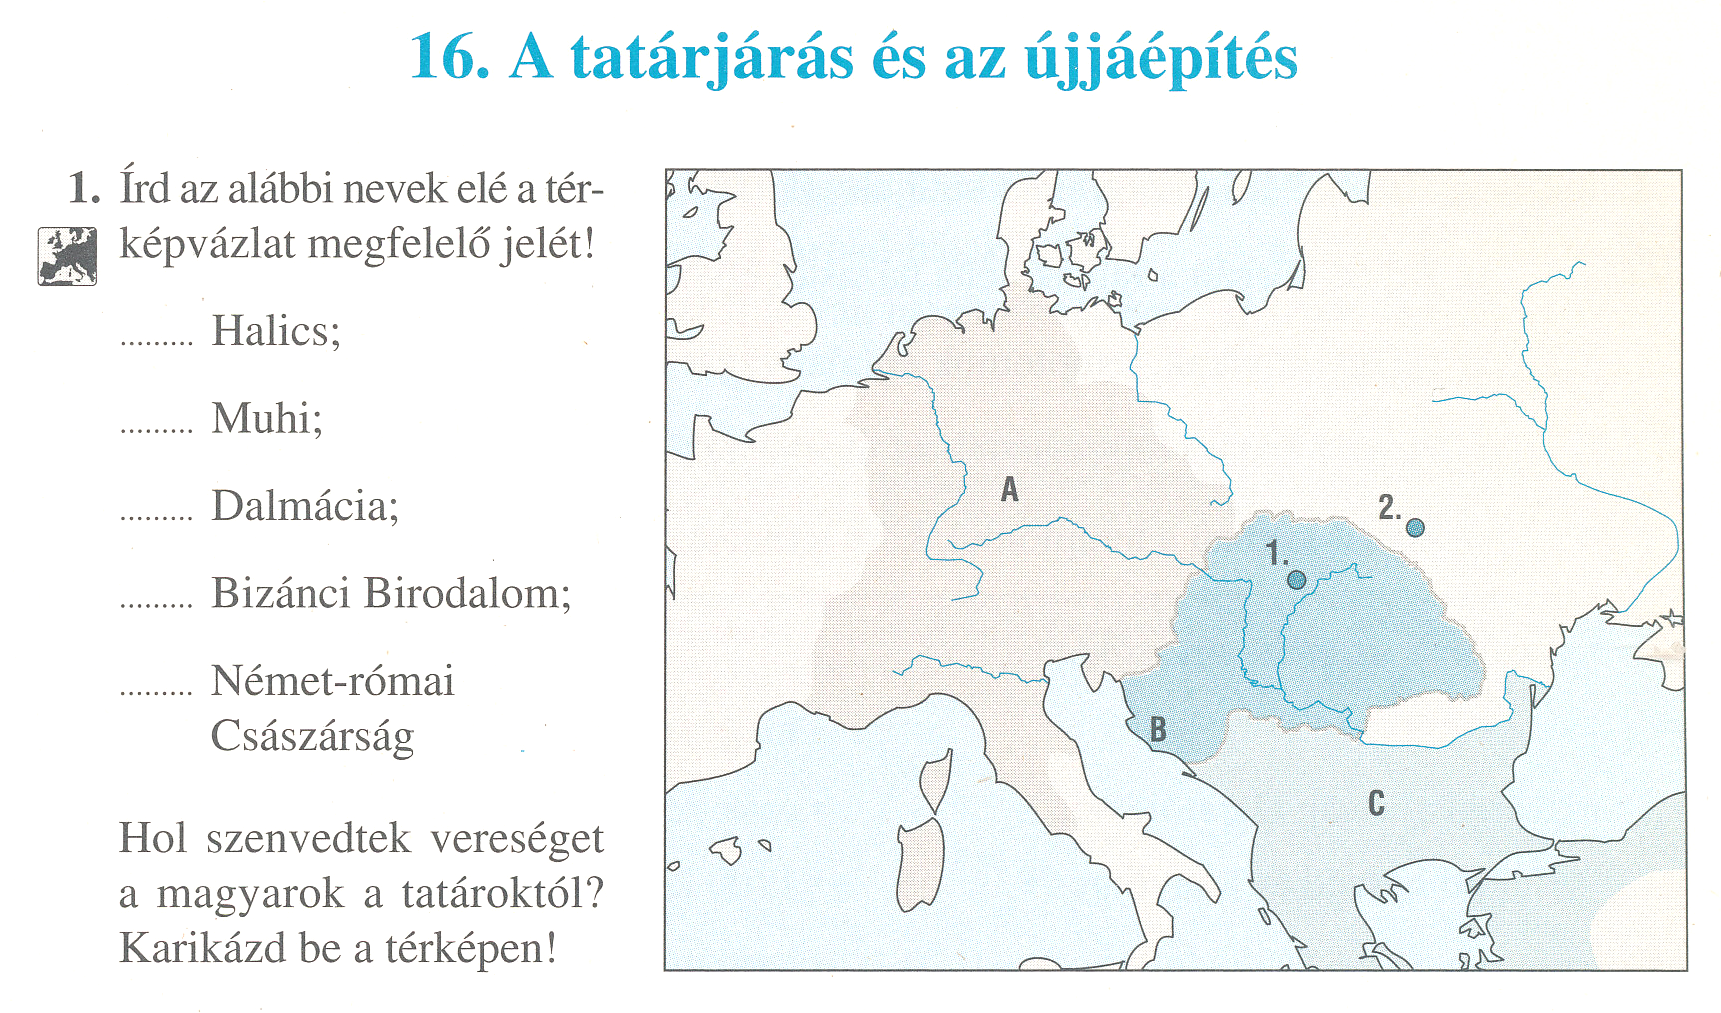 16. A tatárjárás és az újjáépítés
1. Írd az alábbi nevek elé a tér-
képvázlat megfelelő jelét!
......... Halics;
......... Muhi;
......... Dalmácia;
......... Bizánci Birodalom;
......... Német-római
Császárság
Hol szenvedtek vereséget
a magyarok a tatároktól?
Karikázd be a térképen!
A
2.
1.
B
C